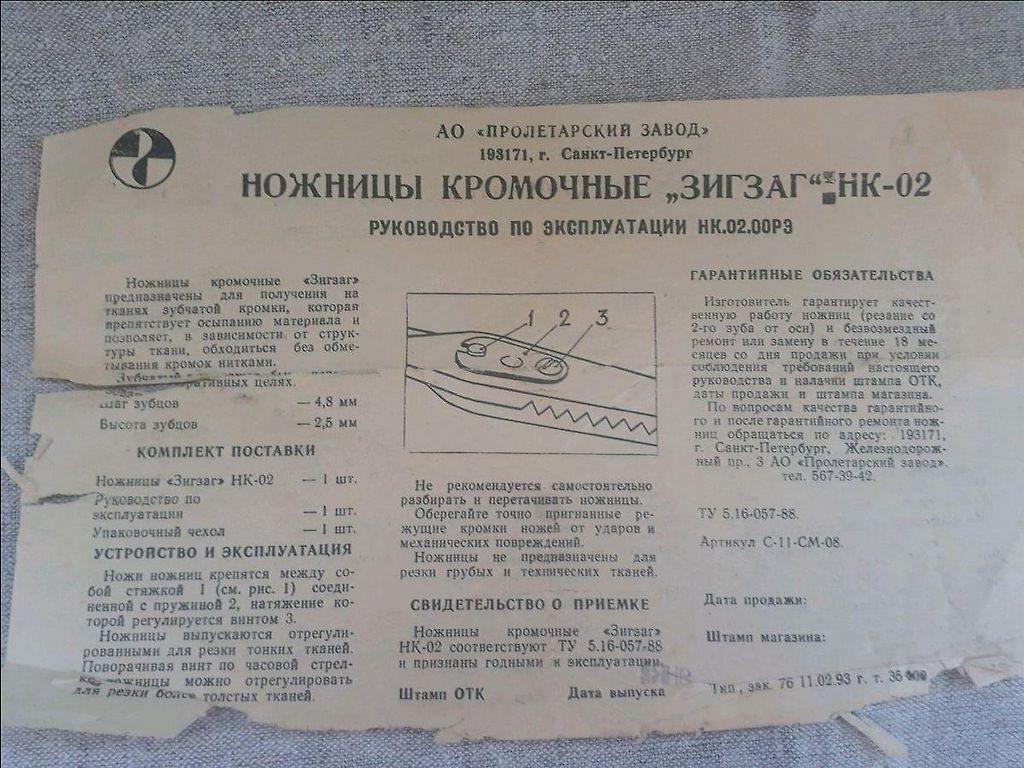 АО «ПРОЛЕТАРСКИЙ ЗАВОД»
193171, г. Санкт-Петербург
НОЖНИЦЫ КРОМОЧНЫЕ „ЗИГЗАГ“ НК-02
РУКОВОДСТВО ПО ЭКСПЛУАТАЦИИ НК.02.00РЭ
Ножницы кромочные «Зигзаг»
предназначены для получения на
тканях зубчатой кромки, которая
препятствует осыпанию материала и
позволяет, в зависимости от струк-
туры ткани, обходиться без обме-
тывания кромок нитками.
Зубчатый
ративных целях.
Шаг зубцов — 4,8 мм
Высота зубцов — 2,5 мм
КОМПЛЕКТ ПОСТАВКИ
Ножницы «Зигзаг» НК-02 — 1 шт.
Руководство по
эксплуатации — 1 шт.
Упаковочный чехол — 1 шт.
УСТРОЙСТВО И ЭКСПЛУАТАЦИЯ
Ножи ножниц крепятся между со-
бой стяжкой 1 (см. рис. 1) соеди-
ненной с пружиной 2, натяжение ко-
торой регулируется винтом 3.
Ножницы выпускаются отрегули-
рованными для резки тонких тканей.
Поворачивая винт по часовой стрел-
ке ножницы можно отрегулировать
для резки более толстых тканей.
1 2 3
Не рекомендуется самостоятельно
разбирать и перетачивать ножницы.
Оберегайте точно пригнанные ре-
жущие кромки ножей от ударов и
механических повреждений.
Ножницы не предназначены для
резки грубых и технических тканей.
СВИДЕТЕЛЬСТВО О ПРИЕМКЕ
Ножницы кромочные «Зигзаг»
НК-02 соответствуют ТУ 5.16-057-88
и признаны годными к эксплуатации.
Штамп ОТК Дата выпуска
ГАРАНТИЙНЫЕ ОБЯЗАТЕЛЬСТВА
Изготовитель гарантирует качест-
венную работу ножниц (резание со
2-го зуба от оси) и безвозмездный
ремонт или замену в течение 18 ме-
сяцев со дня продажи при условии
соблюдения требований настоящего
руководства и наличии штампа ОТК,
даты продажи и штампа магазина.
По вопросам качества гарантийно-
го и после гарантийного ремонта нож-
ниц обращаться по адресу: 193171,
г. Санкт-Петербург, Железнодорож-
ный пр., 3 АО «Пролетарский завод».
тел. 567-39-42.
ТУ 5.16-057-88.
Артикул С-11-СМ-08.
Дата продажи:
Штамп магазина:
Тип., зак. 76 11.02.93 г. т.